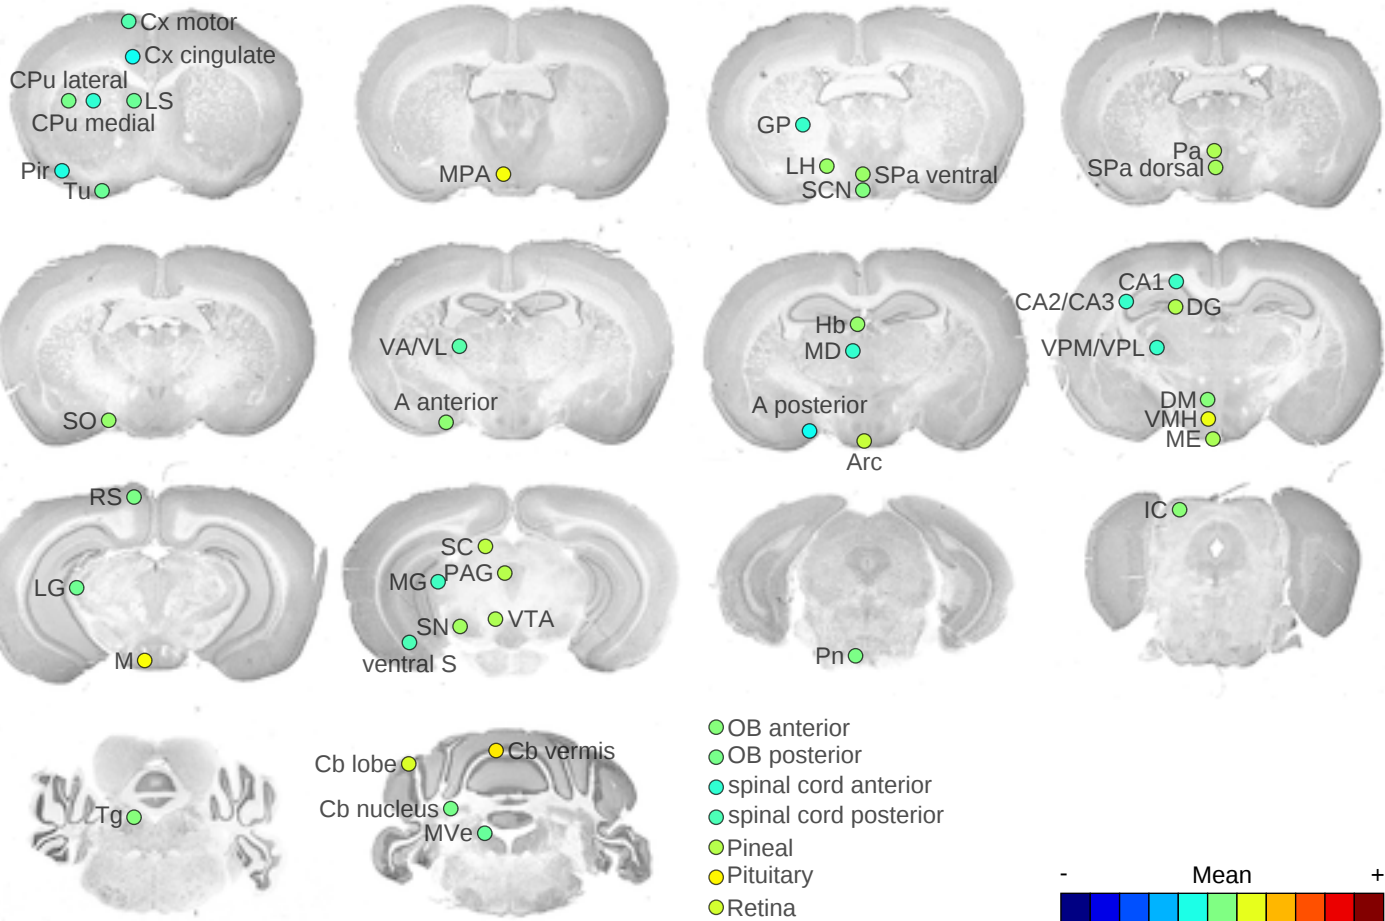 Cx motor
Cx cingulate
CPu lateral
LS
CPu medial
Pir
Tu
MPA
GP
LH
SPa ventral
SCN
Pa
SPa dorsal
SO
VA/VL
A anterior
Hb
MD
A posterior
Arc
CA1
CA2/CA3
DG
VPM/VPL
DM
VMH
ME
RS
LG
M
SC
MG
PAG
SN
VTA
ventral S
Pn
IC
Tg
Cb lobe
Cb vermis
Cb nucleus
MVe
OB anterior
OB posterior
spinal cord anterior
spinal cord posterior
Pineal
Pituitary
Retina
- Mean +